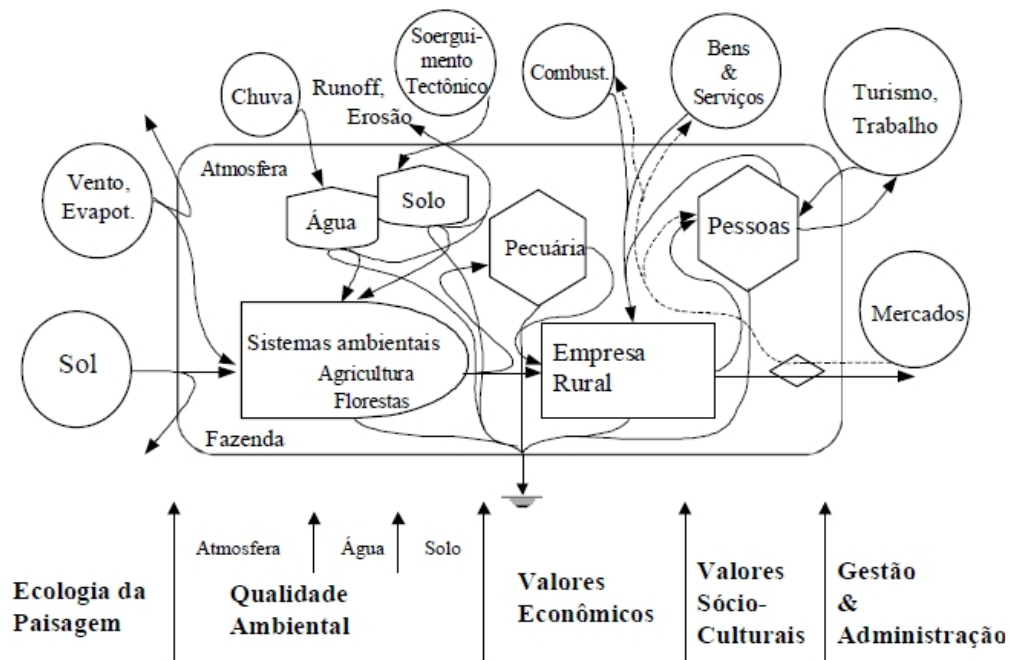 Soergui-
mento
Tectônico
Bens
&
Serviços
Combust.
Turismo,
Trabalho
Chuva
Runoff,
Erosão
Atmosfera
Vento,
Evapot.
Solo
Água
Pecuária
Pessoas
Mercados
Sol
Sistemas ambientais
Agricultura
Florestas
Empresa
Rural
Fazenda
Atmosfera
Água
Solo
Ecologia da
Paisagem
Qualidade
Ambiental
Valores
Econômicos
Valores
Sócio-
Culturais
Gestão
&
Administração